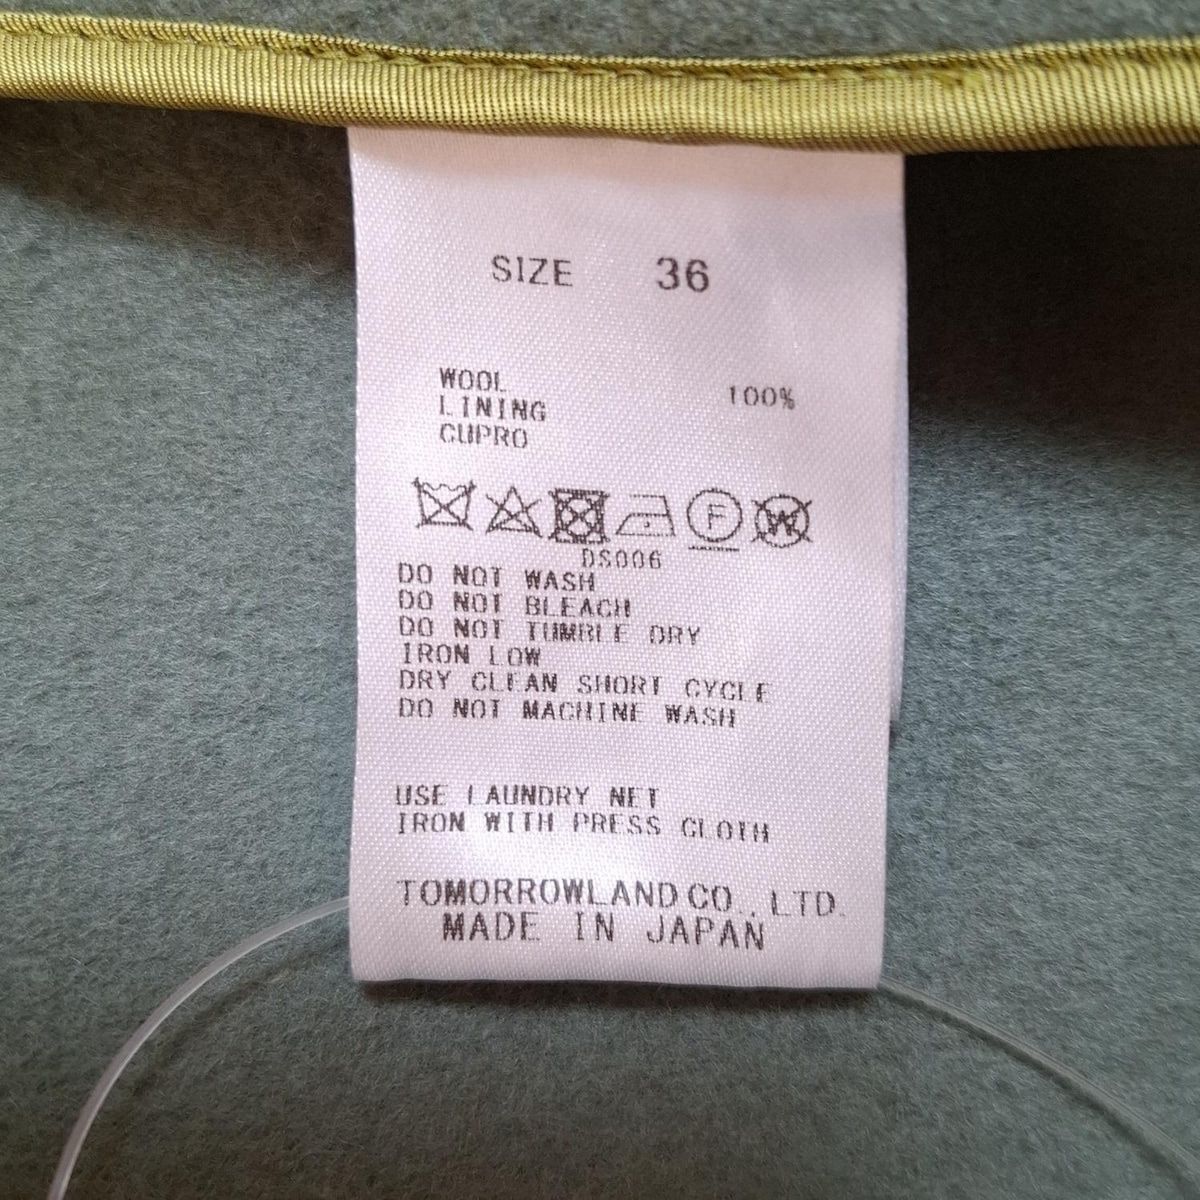 SIZE 36
WOOL 100%
LINING
CUPRO
F W
DS006
DO NOT WASH
DO NOT BLEACH
DO NOT TUMBLE DRY
IRON LOW
DRY CLEAN SHORT CYCLE
DO NOT MACHINE WASH
USE LAUNDRY NET
IRON WITH PRESS CLOTH
TOMORROWLAND CO., LTD.
MADE IN JAPAN